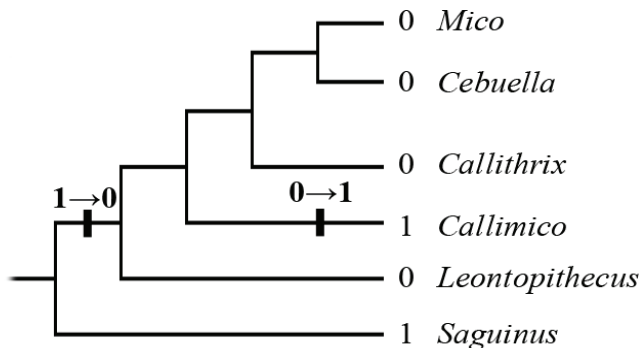 0 Mico
0 Cebuella
0 Callithrix
1→0
0→1
1 Callimico
0 Leontopithecus
1 Saguinus